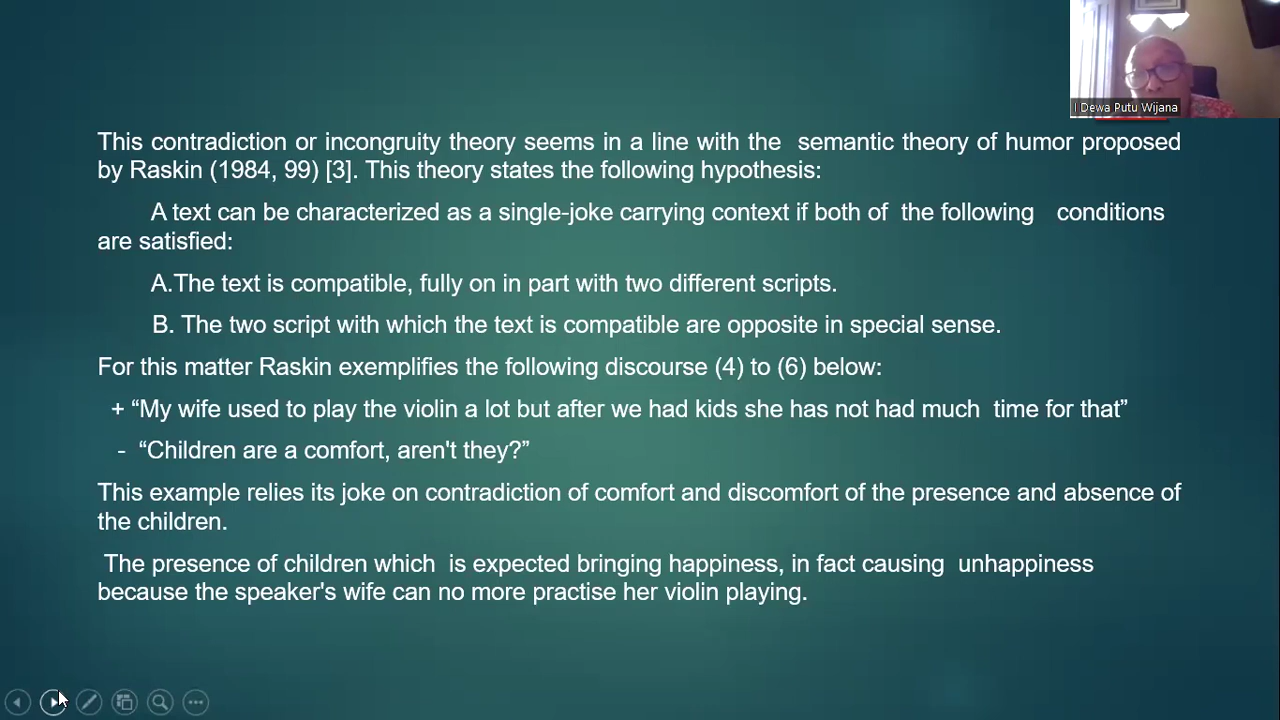 I Dewa Putu Wijana
This contradiction or incongruity theory seems in a line with the semantic theory of humor proposed
by Raskin (1984, 99) [3]. This theory states the following hypothesis:
A text can be characterized as a single-joke carrying context if both of the following conditions
are satisfied:
A.The text is compatible, fully on in part with two different scripts.
B. The two script with which the text is compatible are opposite in special sense.
For this matter Raskin exemplifies the following discourse (4) to (6) below:
+ “My wife used to play the violin a lot but after we had kids she has not had much time for that”
- “Children are a comfort, aren't they?”
This example relies its joke on contradiction of comfort and discomfort of the presence and absence of
the children.
The presence of children which is expected bringing happiness, in fact causing unhappiness
because the speaker's wife can no more practise her violin playing.